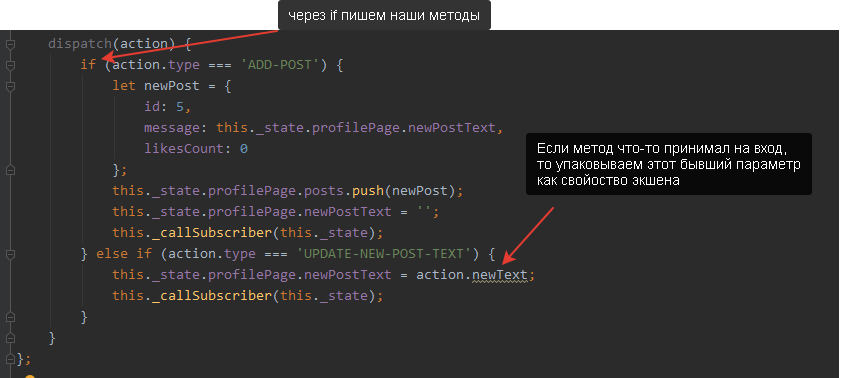 через if пишем наши методы
dispatch(action) {
if (action.type === 'ADD-POST') {
let newPost = {
id: 5,
message: this._state.profilePage.newPostText,
likesCount: 0
};
Если метод что-то принимал на вход,
то упаковываем этот бывший параметр
как свойоство экшена
this._state.profilePage.posts.push(newPost);
this._state.profilePage.newPostText = '';
this._callSubscriber(this._state);
} else if (action.type === 'UPDATE-NEW-POST-TEXT') {
this._state.profilePage.newPostText = action.newText;
this._callSubscriber(this._state);
}
}
};